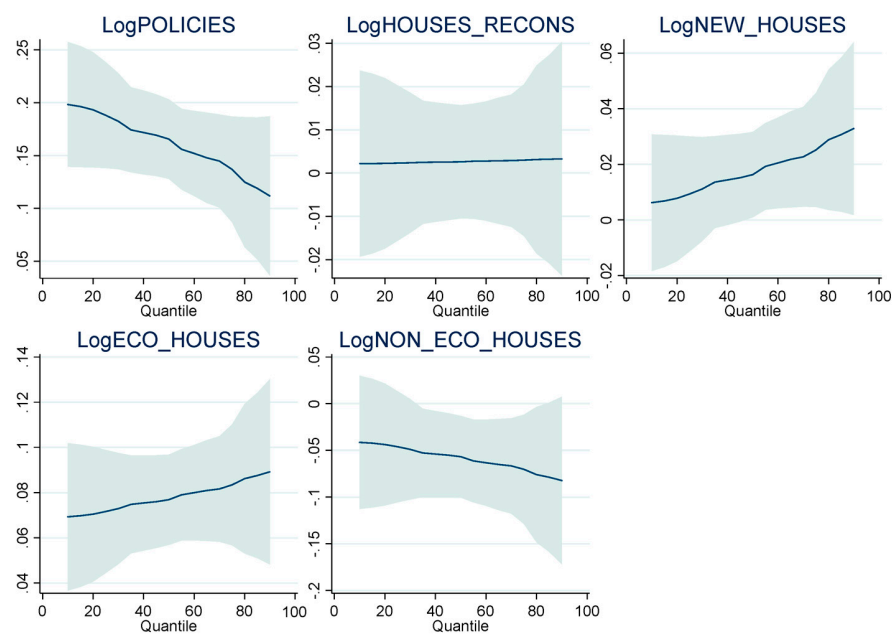 LogPOLICIES
.25
.2
.15
.1
.05
0 20 40 60 80 100
Quantile
LogHOUSES_RECONS
.03
.02
.01
0
-.01
-.02
0 20 40 60 80 100
Quantile
LogNEW_HOUSES
.06
.04
.02
0
-.02
0 20 40 60 80 100
Quantile
LogECO_HOUSES
.14
.12
.1
.08
.06
.04
0 20 40 60 80 100
Quantile
LogNON_ECO_HOUSES
.05
0
-.05
-.1
-.15
-.2
0 20 40 60 80 100
Quantile